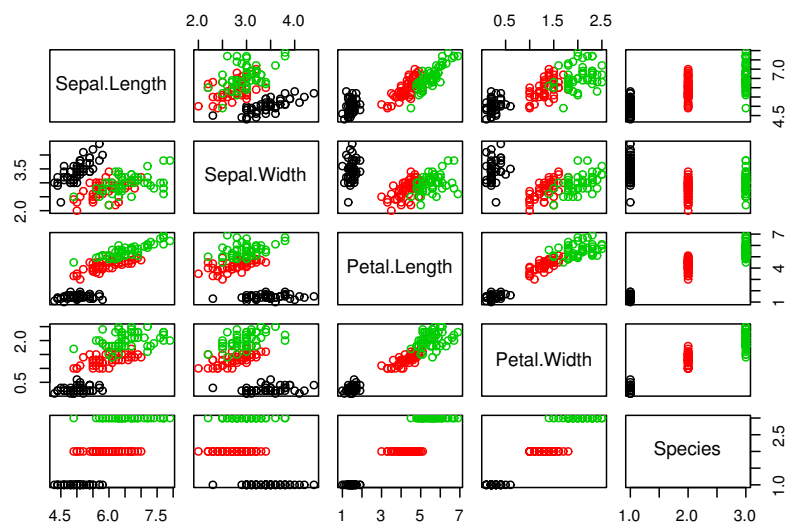 2.0 3.0 4.0
0.5 1.5 2.5
Sepal.Length
4.5 7.0
2.0 3.5
Sepal.Width
Petal.Length
1 4 7
0.5 2.0
Petal.Width
Species
1.0 2.5
4.5 6.0 7.5
1 3 5 7
1.0 2.0 3.0